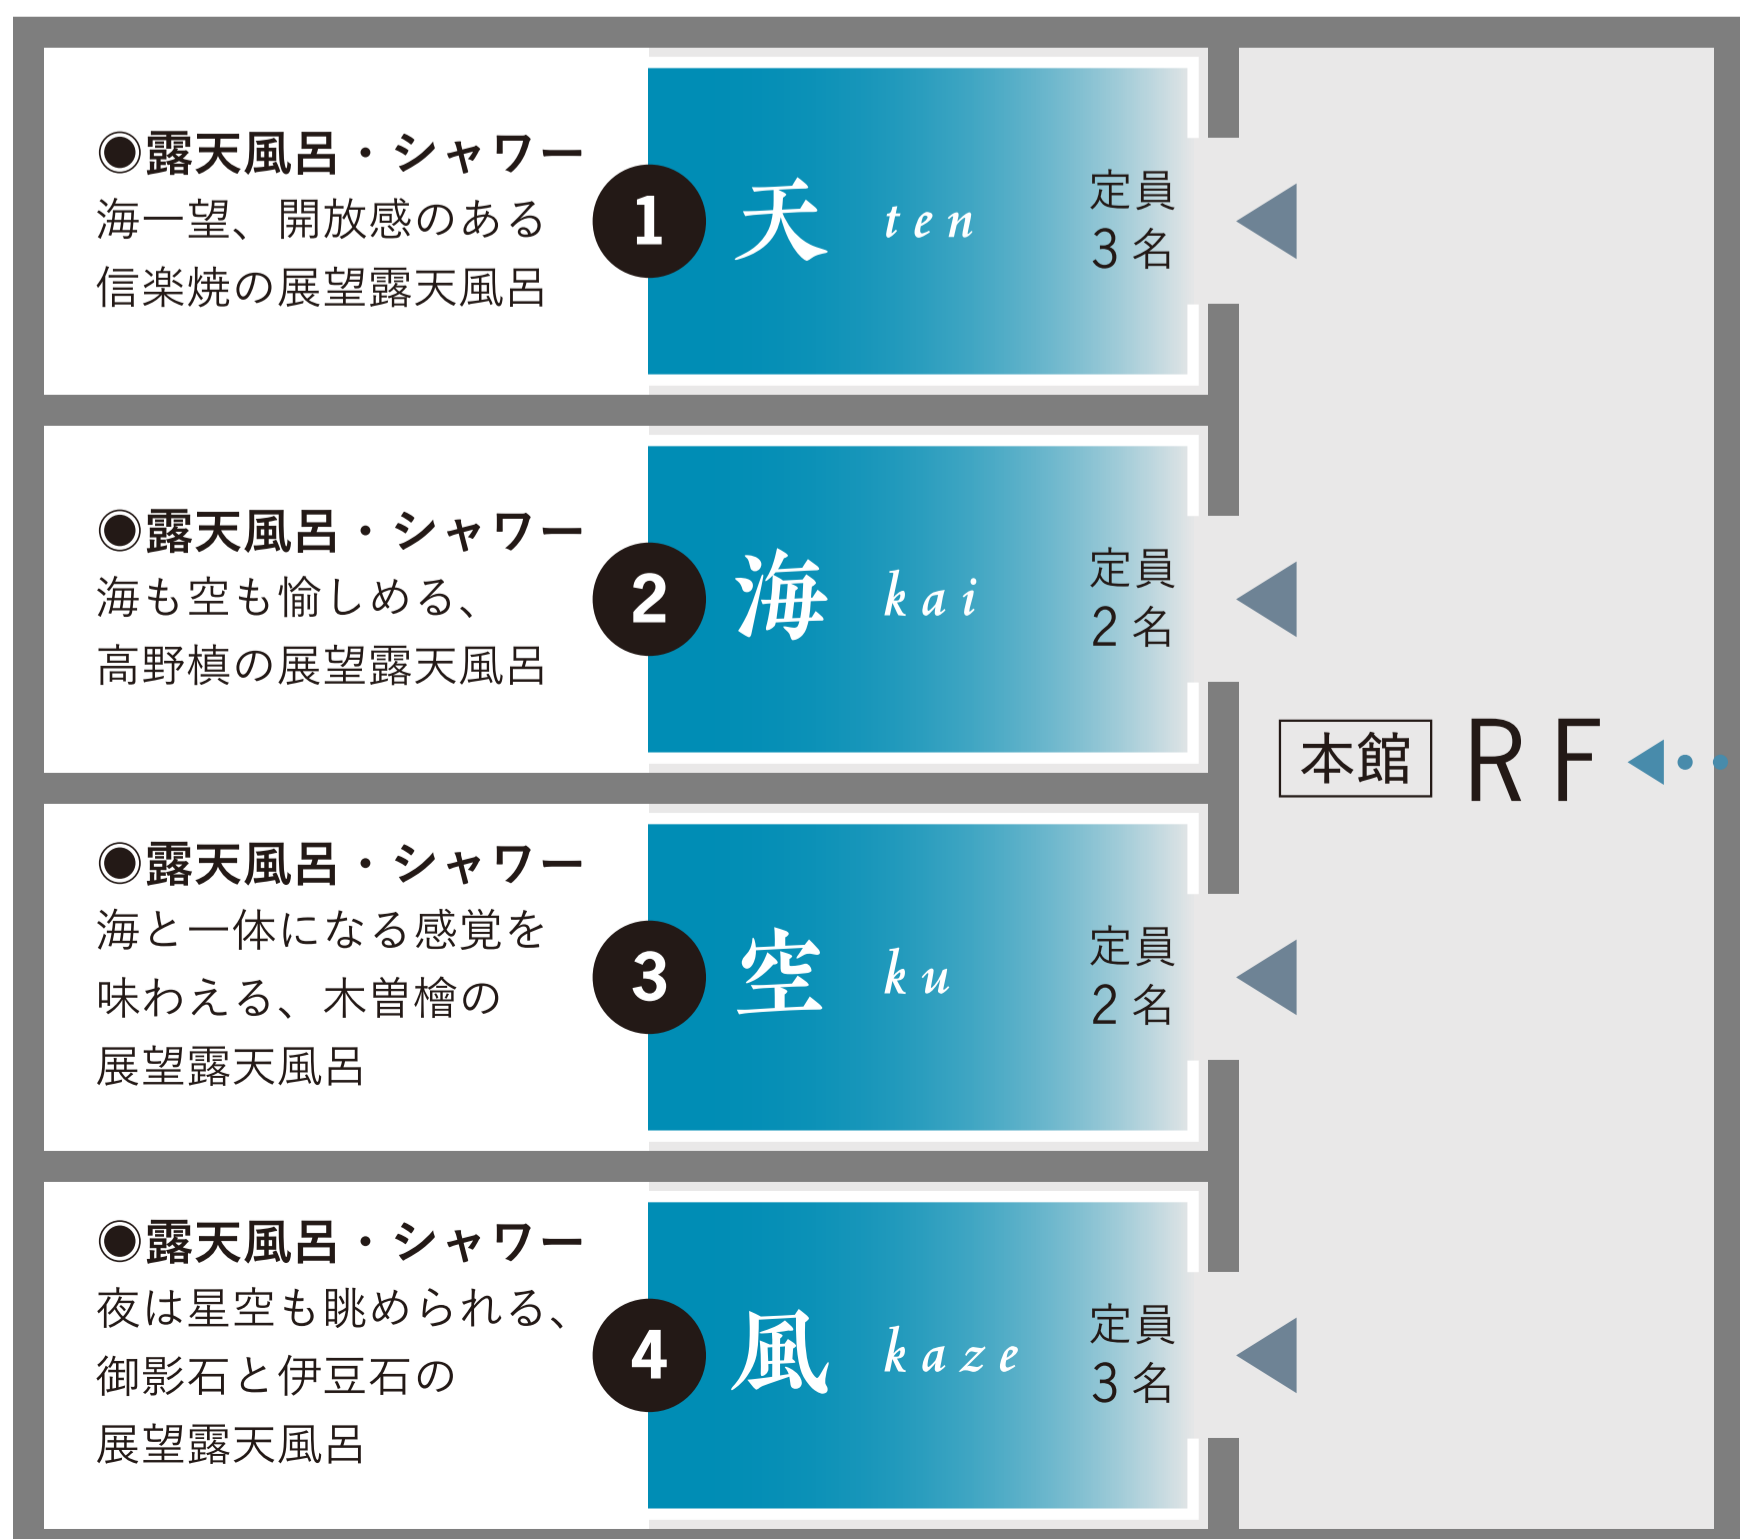 ◉露天風呂・シャワー
海一望、開放感のある
信楽焼の展望露天風呂
1 天 ten
定員
3名
◉露天風呂・シャワー
海も空も愉しめる、
高野槙の展望露天風呂
2 海 kai
定員
2名
本館 RF
◉露天風呂・シャワー
海と一体になる感覚を
味わえる、木曽檜の
展望露天風呂
3 空 ku
定員
2名
◉露天風呂・シャワー
夜は星空も眺められる、
御影石と伊豆石の
展望露天風呂
4 風 kaze
定員
3名